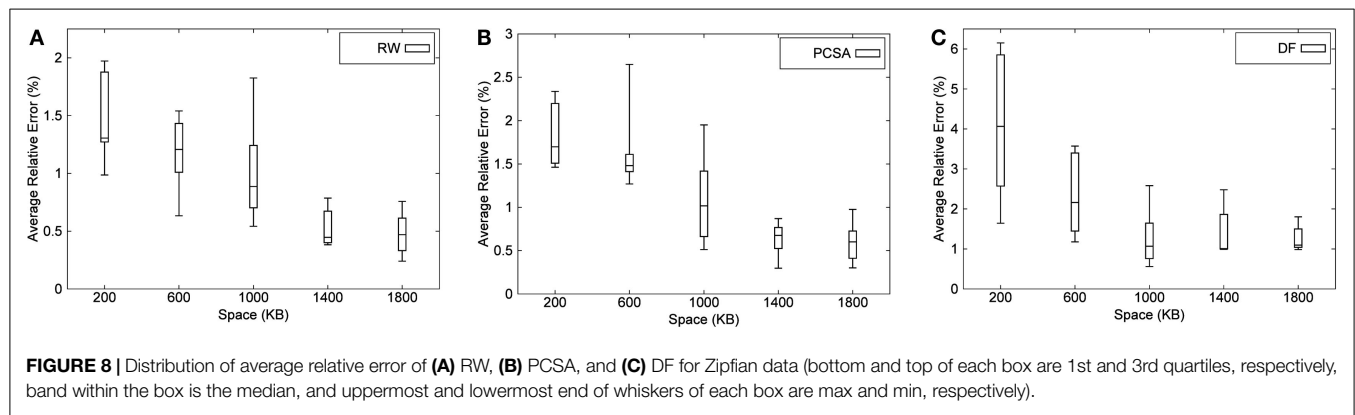 A
RW
2
1.5
1
0.5
0
Average Relative Error (%)
200 600 1000 1400 1800
Space (KB)
B
PCSA
3
2.5
2
1.5
1
0.5
0
Average Relative Error (%)
200 600 1000 1400 1800
Space (KB)
C
DF
6
5
4
3
2
1
0
Average Relative Error (%)
200 600 1000 1400 1800
Space (KB)
FIGURE 8 | Distribution of average relative error of (A) RW, (B) PCSA, and (C) DF for Zipfian data (bottom and top of each box are 1st and 3rd quartiles, respectively,
band within the box is the median, and uppermost and lowermost end of whiskers of each box are max and min, respectively).